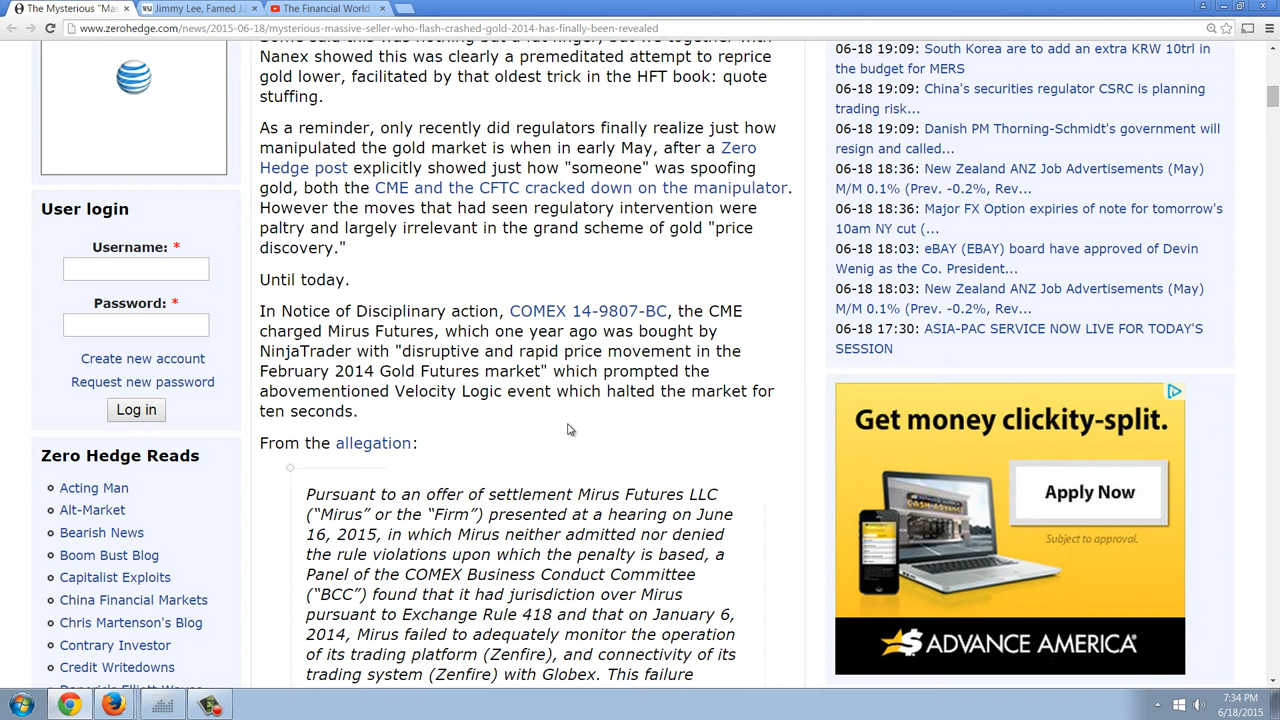 The Mysterious "Mas
Jimmy Lee, Famed J.
The Financial World
www.zerohedge.com/news/2015-06-18/mysterious-massive-seller-who-flash-crashed-gold-2014-has-finally-been-revealed
Nanex showed this was clearly a premeditated attempt to reprice
gold lower, facilitated by that oldest trick in the HFT book: quote
stuffing.
As a reminder, only recently did regulators finally realize just how
manipulated the gold market is when in early May, after a Zero
Hedge post explicitly showed just how "someone" was spoofing
gold, both the CME and the CFTC cracked down on the manipulator.
However the moves that had seen regulatory intervention were
paltry and largely irrelevant in the grand scheme of gold "price
discovery."
Until today.
In Notice of Disciplinary action, COMEX 14-9807-BC, the CME
charged Mirus Futures, which one year ago was bought by
NinjaTrader with "disruptive and rapid price movement in the
February 2014 Gold Futures market" which prompted the
abovementioned Velocity Logic event which halted the market for
ten seconds.
From the allegation:
Pursuant to an offer of settlement Mirus Futures LLC
(“Mirus” or the “Firm”) presented at a hearing on June
16, 2015, in which Mirus neither admitted nor denied
the rule violations upon which the penalty is based, a
Panel of the COMEX Business Conduct Committee
(“BCC”) found that it had jurisdiction over Mirus
pursuant to Exchange Rule 418 and that on January 6,
2014, Mirus failed to adequately monitor the operation
of its trading platform (Zenfire), and connectivity of its
trading system (Zenfire) with Globex. This failure
User login
Username: *
Password: *
Create new account
Request new password
Log in
Zero Hedge Reads
Acting Man
Alt-Market
Bearish News
Boom Bust Blog
Capitalist Exploits
China Financial Markets
Chris Martenson's Blog
Contrary Investor
Credit Writedowns
06-18 19:09: South Korea are to add an extra KRW 10trl in
the budget for MERS
06-18 19:09: China's securities regulator CSRC is planning
trading risk...
06-18 19:09: Danish PM Thorning-Schmidt's government will
resign and called...
06-18 18:36: New Zealand ANZ Job Advertisements (May)
M/M 0.1% (Prev. -0.2%, Rev...
06-18 18:36: Major FX Option expiries of note for tomorrow's
10am NY cut (...
06-18 18:03: eBAY (EBAY) board have approved of Devin
Wenig as the Co. President...
06-18 18:03: New Zealand ANZ Job Advertisements (May)
M/M 0.1% (Prev. -0.2%, Rev...
06-18 17:30: ASIA-PAC SERVICE NOW LIVE FOR TODAY'S
SESSION
Get money clickity-split.
Apply Now
Subject to approval.
ADVANCE AMERICA
7:34 PM
6/18/2015